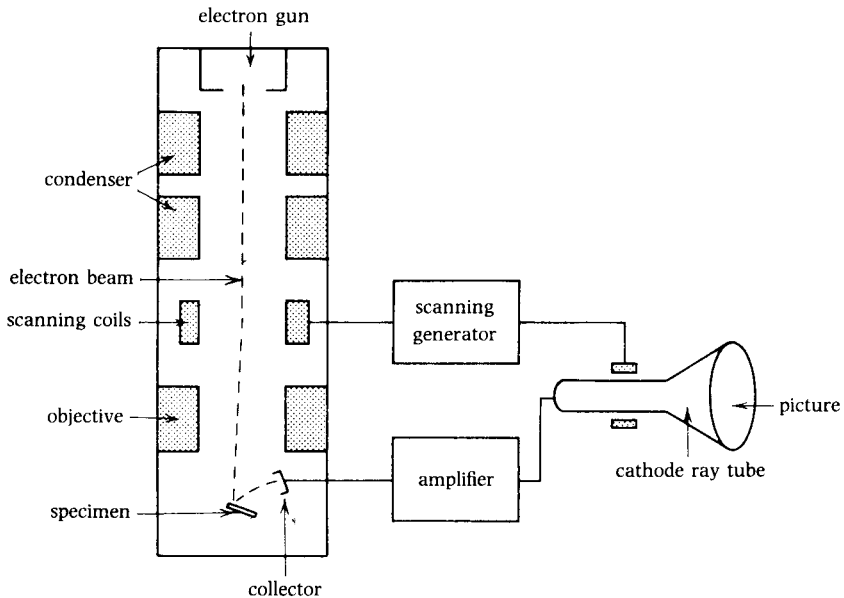 electron gun
condenser
electron beam
scanning coils
scanning
generator
objective
picture
amplifier
cathode ray tube
specimen
collector